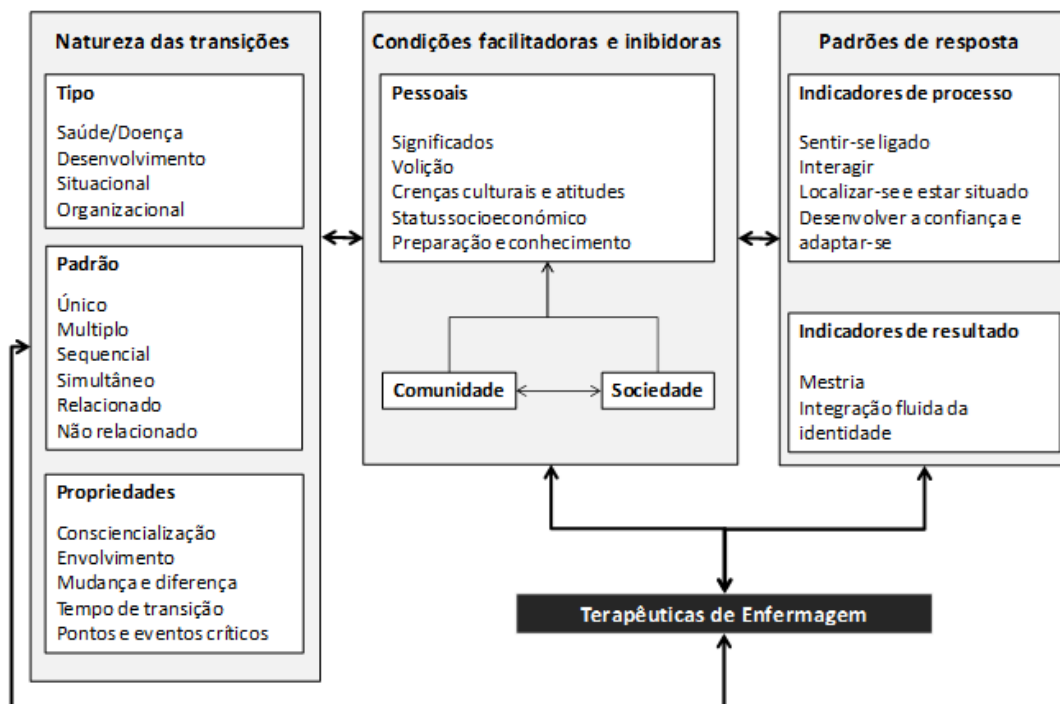 Natureza das transições
Tipo
Saúde/Doença
Desenvolvimento
Situacional
Organizacional
Padrão
Único
Multiplo
Sequencial
Simultâneo
Relacionado
Não relacionado
Propriedades
Consciencialização
Envolvimento
Mudança e diferença
Tempo de transição
Pontos e eventos críticos
Condições facilitadoras e inibidoras
Pessoais
Significados
Volição
Crenças culturais e atitudes
Status socioeconómico
Preparação e conhecimento
Comunidade
Sociedade
Padrões de resposta
Indicadores de processo
Sentir-se ligado
Interagir
Localizar-se e estar situado
Desenvolver a confiança e
adaptar-se
Indicadores de resultado
Mestria
Integração fluida da
identidade
Terapêuticas de Enfermagem